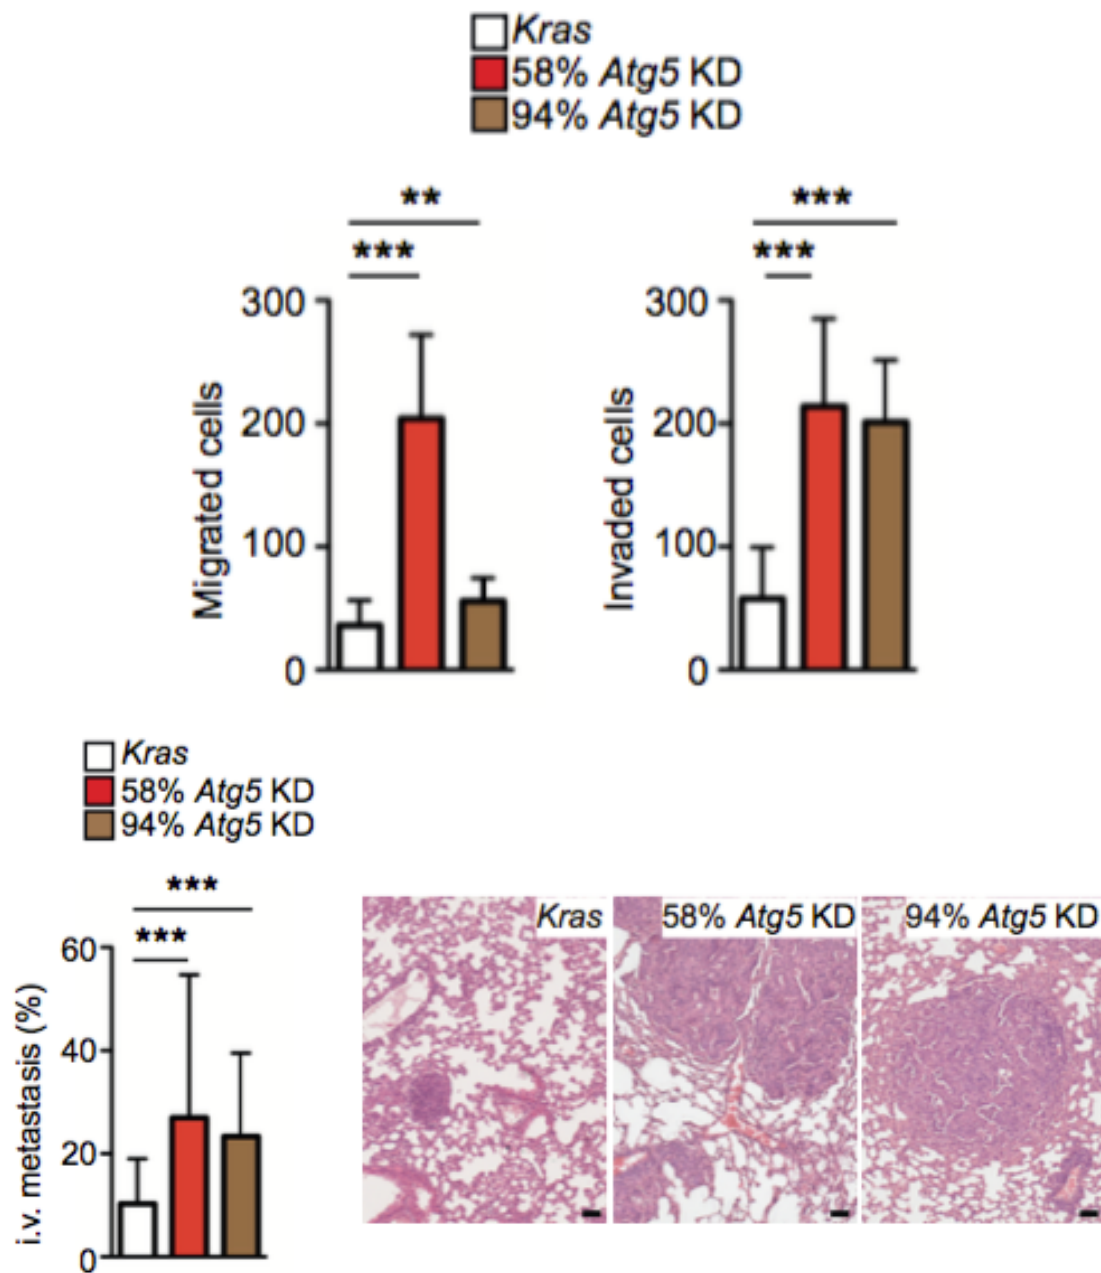 Kras
58% Atg5 KD
94% Atg5 KD
**
***
Migrated cells
300
200
100
0
***
***
Invaded cells
300
200
100
0
Kras
58% Atg5 KD
94% Atg5 KD
***
***
i.v. metastasis (%)
60
40
20
0
Kras
58% Atg5 KD
94% Atg5 KD